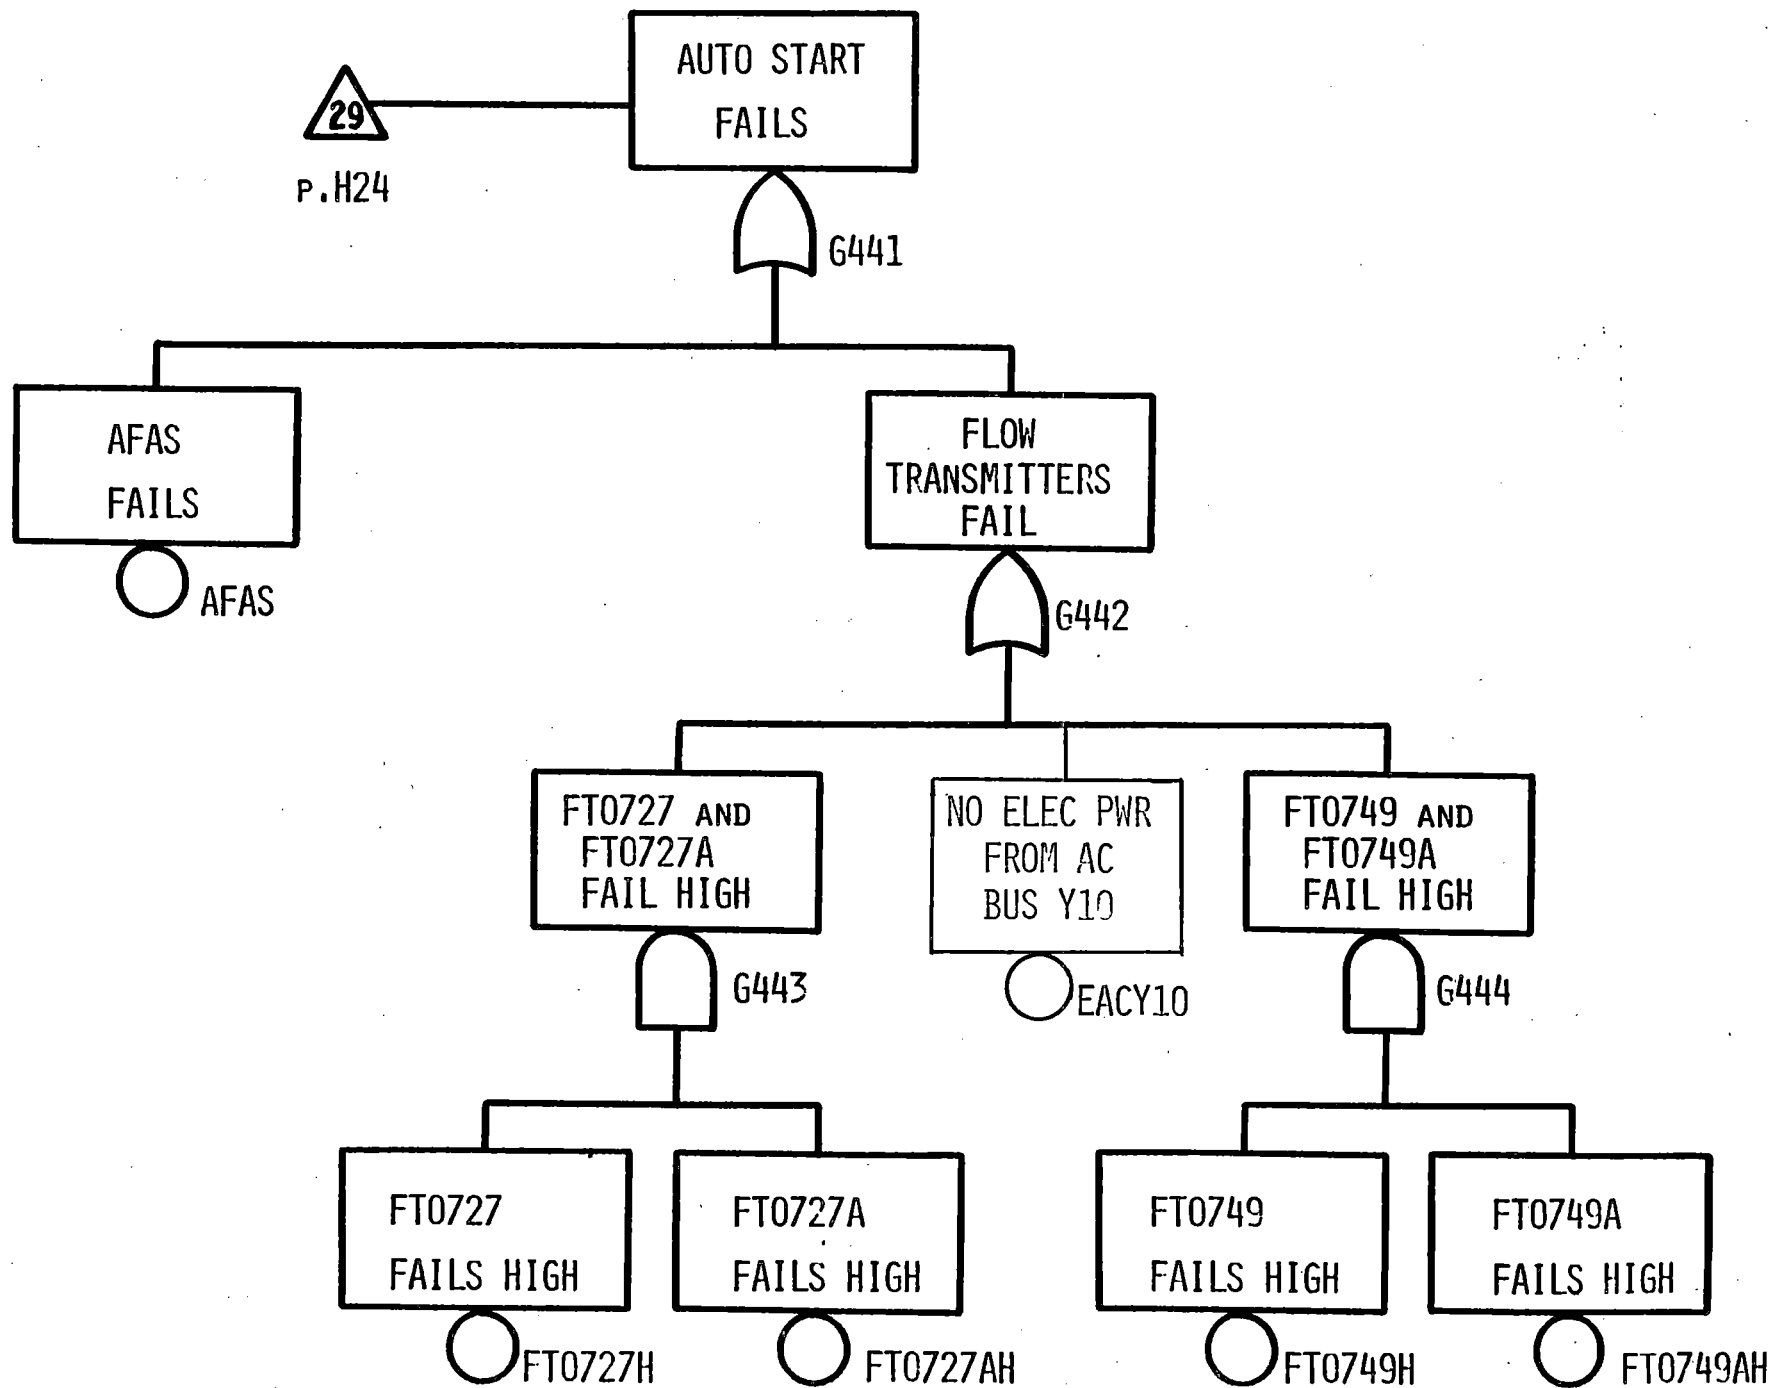 AUTO START
FAILS
29
P.H24
G441
AFAS
FAILS
AFAS
FLOW
TRANSMITTERS
FAIL
G442
FT0727 AND
FT0727A
FAIL HIGH
G443
NO ELEC PWR
FROM AC
BUS Y10
EACY10
FT0749 AND
FT0749A
FAIL HIGH
G444
FT0727
FAILS HIGH
FT0727H
FT0727A
FAILS HIGH
FT0727AH
FT0749
FAILS HIGH
FT0749H
FT0749A
FAILS HIGH
FT0749AH